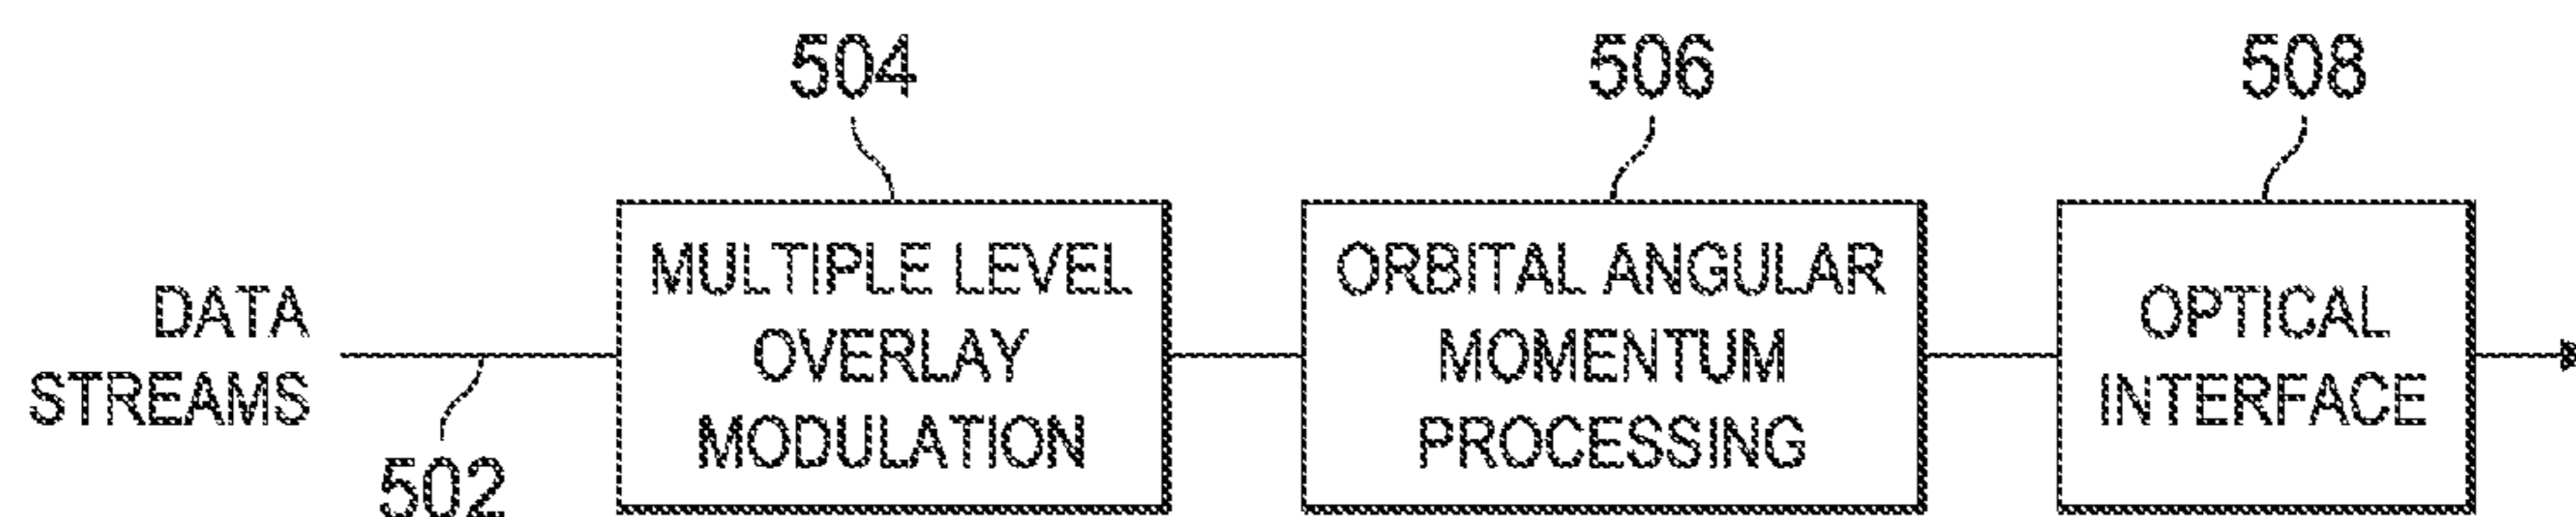 504
506
508
DATA
STREAMS
502
MULTIPLE LEVEL
OVERLAY
MODULATION
ORBITAL ANGULAR
MOMENTUM
PROCESSING
OPTICAL
INTERFACE